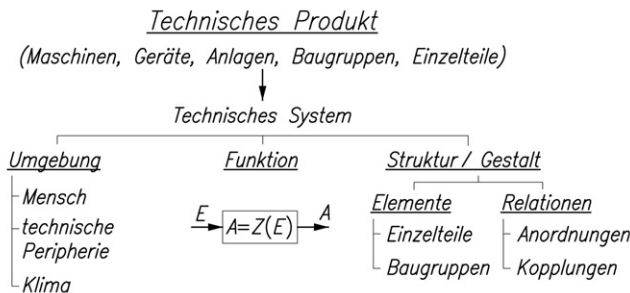 Technisches Produkt
(Maschinen, Geräte, Anlagen, Baugruppen, Einzelteile)
Technisches System
Umgebung
Mensch
technische
Peripherie
Klima
Funktion
E
A=Z(E)
A
Struktur / Gestalt
Elemente
Einzelteile
Baugruppen
Relationen
Anordnungen
Kopplungen